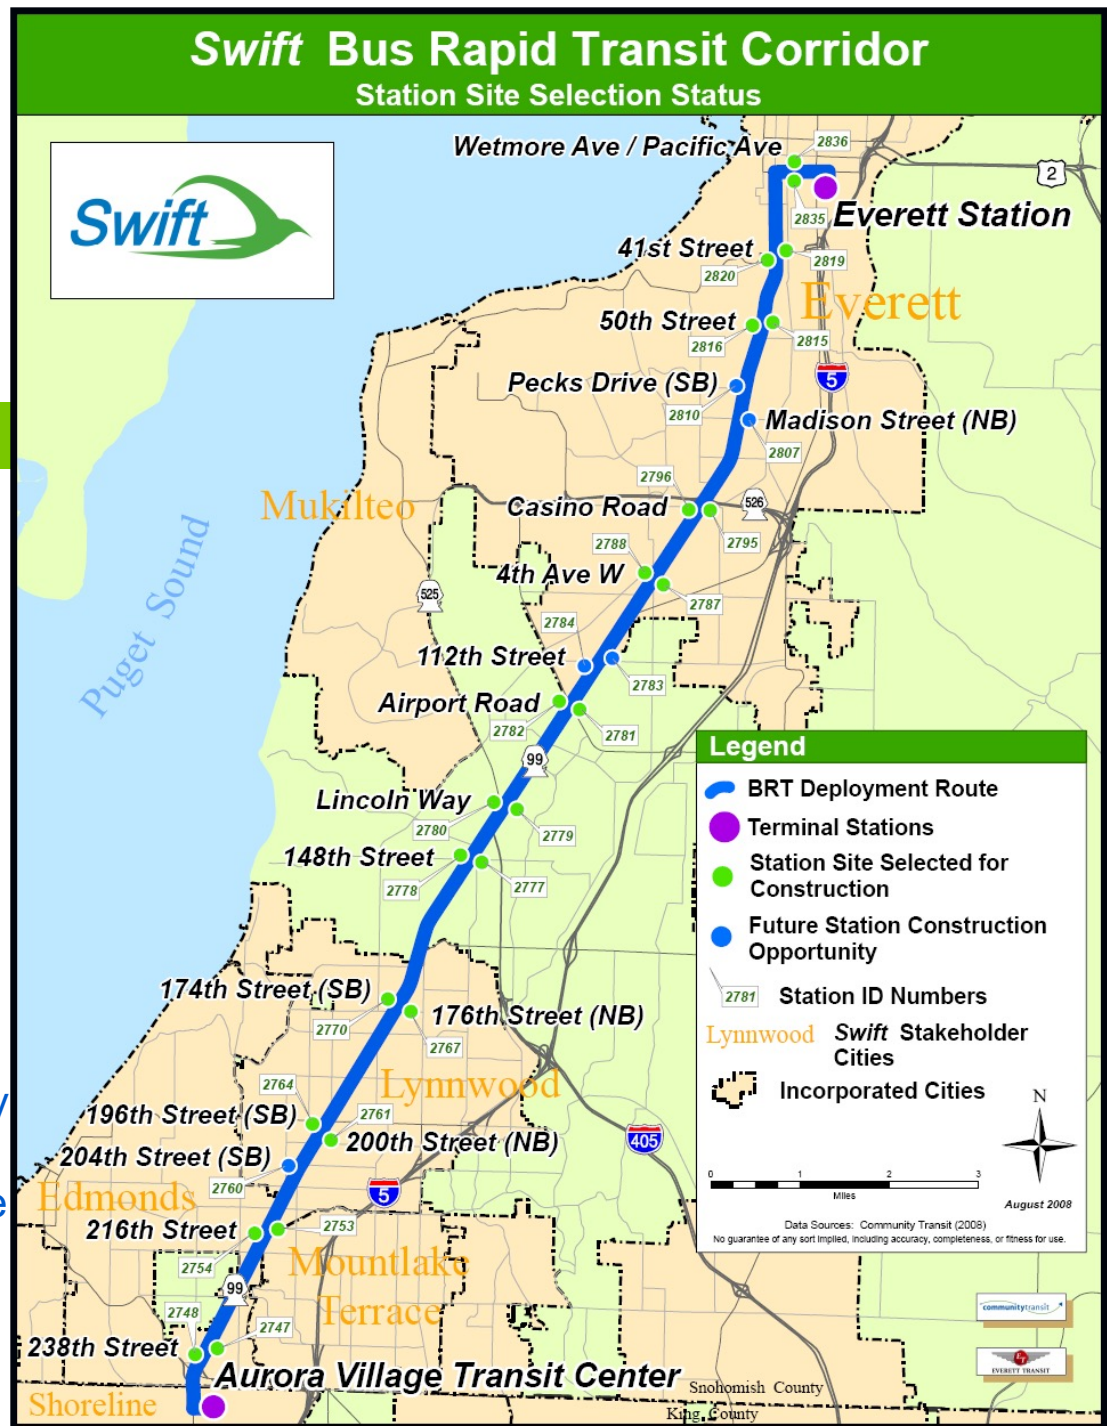 Swift Bus Rapid Transit Corridor
Station Site Selection Status
Swift
Wetmore Ave / Pacific Ave
2836
2
2835
Everett Station
41st Street
2819
2820
Everett
50th Street
2816
2815
5
Pecks Drive (SB)
2810
Madison Street (NB)
2807
2796
Mukilteo
Casino Road
526
2795
2788
4th Ave W
525
2787
2784
Puget Sound
112th Street
2783
Airport Road
2782
2781
99
Lincoln Way
2780
2779
148th Street
2778
2777
174th Street (SB)
2770
176th Street (NB)
2767
2764
Lynnwood
196th Street (SB)
2761
200th Street (NB)
405
204th Street (SB)
2760
5
Edmonds
216th Street
2753
2754
Mountlake
Terrace
99
2748
2747
238th Street
Aurora Village Transit Center
Shoreline
Snohomish County
King County
Legend
BRT Deployment Route
Terminal Stations
Station Site Selected for
Construction
Future Station Construction
Opportunity
2781 Station ID Numbers
Lynnwood Swift Stakeholder
Cities
Incorporated Cities
N
0 1 2 3
Miles
August 2008
Data Sources: Community Transit (2008)
No guarantee of any sort implied, including accuracy, completeness, or fitness for use.
communitytransit
ET
EVERETT TRANSIT
y
e